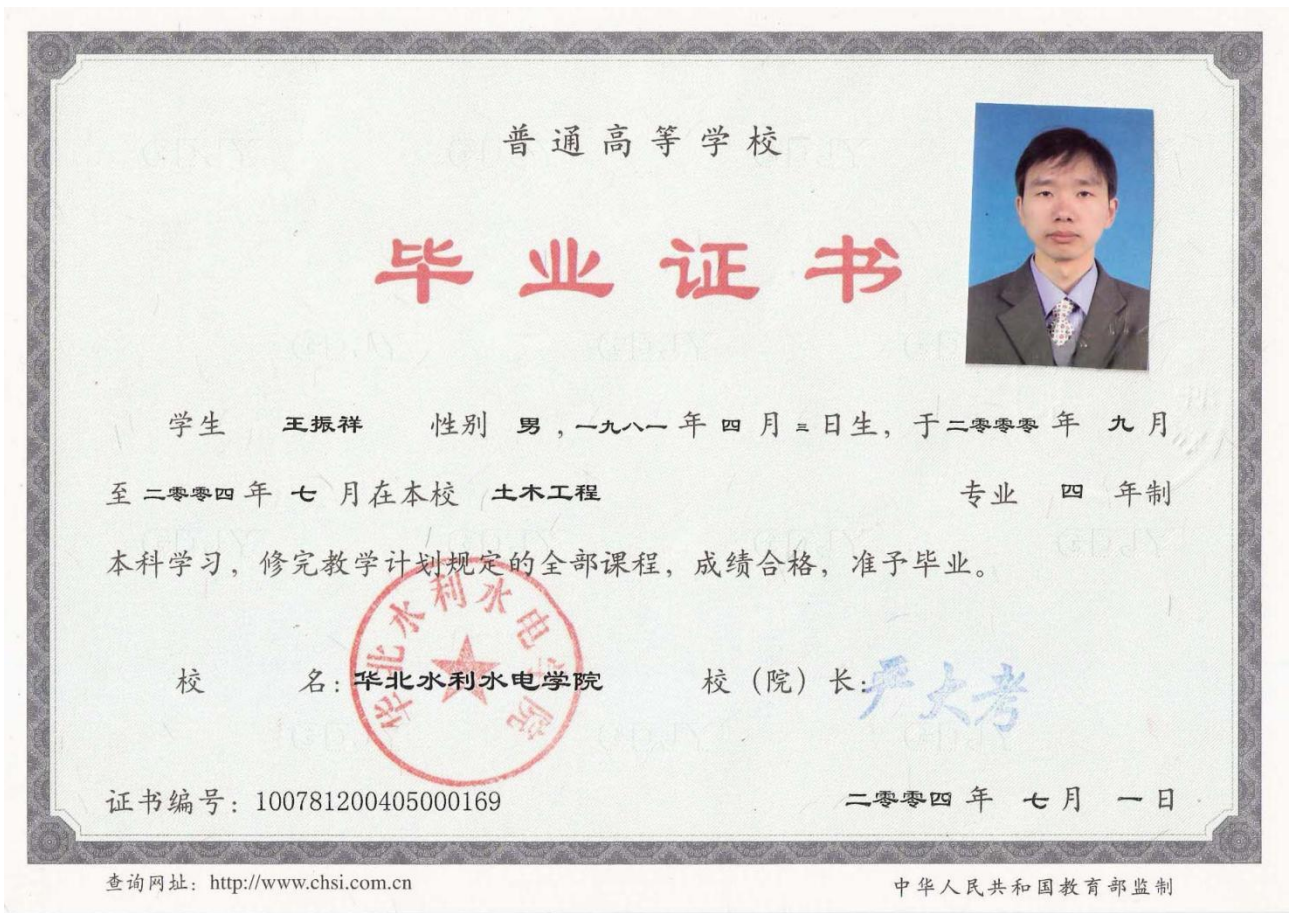 普通高等学校
毕业证书
学生 王振祥 性别 男，一九八一年 四 月 三 日生，于二零零零 年 九 月
至 二零零四 年 七 月在本校 土木工程 专业 四 年制
本科学习，修完教学计划规定的全部课程，成绩合格，准予毕业。
华北水利水电学院
校 名：华北水利水电学院 校（院）长：严大考
证书编号：100781200405000169 二零零四 年 七 月 一 日
查询网址：http://www.chsi.com.cn 中华人民共和国教育部监制